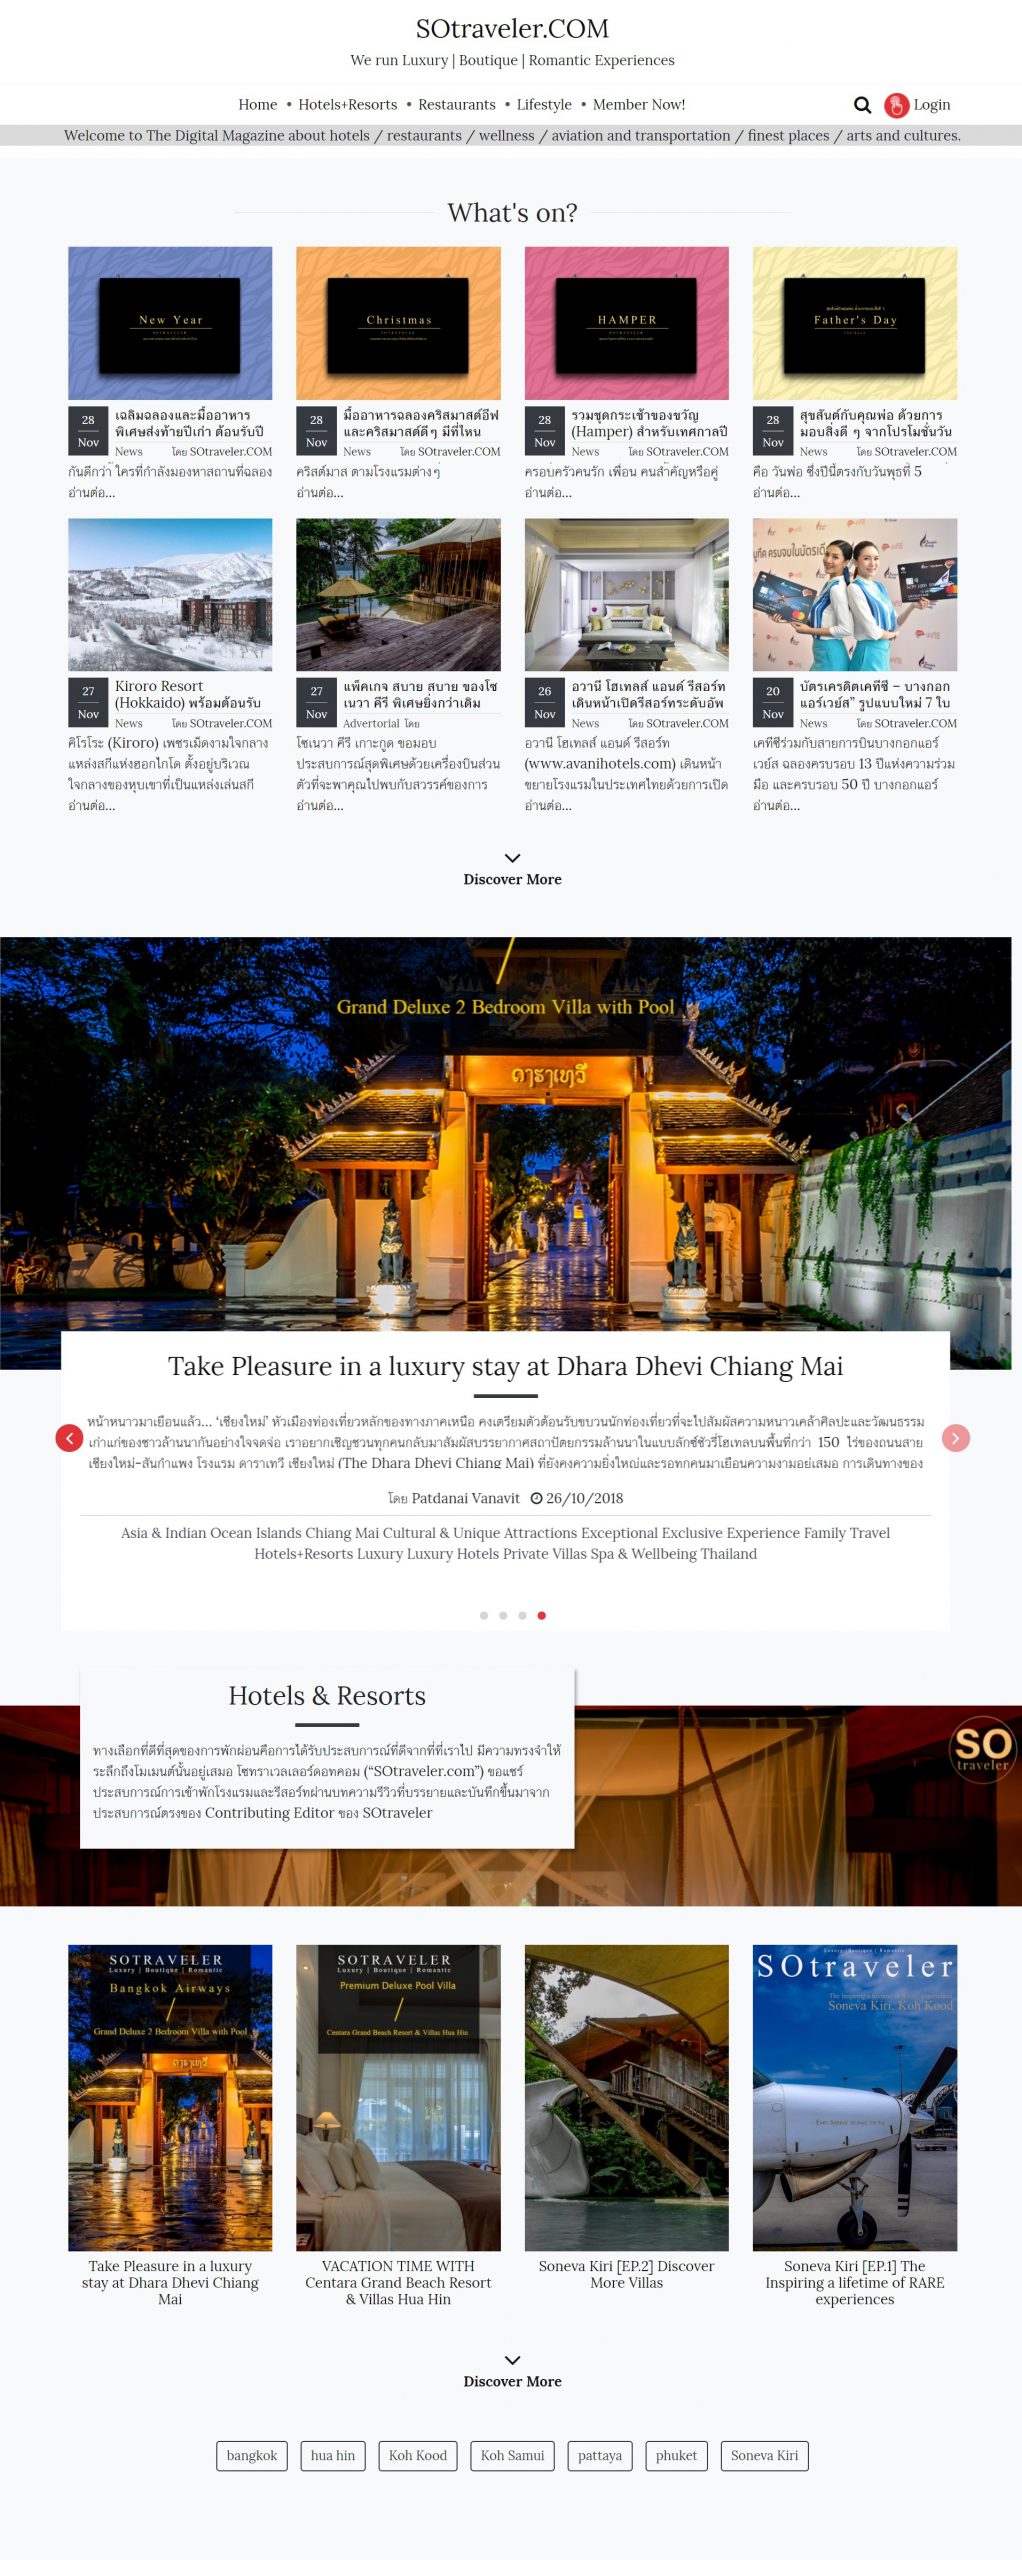 SOtraveler.COM
We run Luxury | Boutique | Romantic Experiences
Home • Hotels+Resorts • Restaurants • Lifestyle • Member Now!
Login
Welcome to The Digital Magazine about hotels / restaurants / wellness / aviation and transportation / finest places / arts and cultures.
What's on?
New Year
SOTRAVELER
28
Nov
เฉลิมฉลองและมื้ออาหาร
พิเศษส่งท้ายปีเก่า ต้อนรับปี
News โดย SOtraveler.COM
กันดีกว่า ใครที่กำลังมองหาสถานที่ฉลอง
อ่านต่อ...
Christmas
SOTRAVELER
28
Nov
มื้ออาหารฉลองคริสมาสต์อีฟ
และคริสมาสต์ดีๆ มีที่ไหน
News โดย SOtraveler.COM
คริสต์มาส ตามโรงแรมต่างๆ
อ่านต่อ...
HAMPER
SOTRAVELER
28
Nov
รวมชุดกระเช้าของขวัญ
(Hamper) สำหรับเทศกาลปี
News โดย SOtraveler.COM
ครอบครัวคนรัก เพื่อน คนสำคัญหรือคู่
อ่านต่อ...
Father's Day
28
Nov
สุขสันต์กับคุณพ่อ ด้วยการ
มอบสิ่งดี ๆ จากโปรโมชั่นวัน
News โดย SOtraveler.COM
คือ วันพ่อ ซึ่งปีนี้ตรงกับวันพุธที่ 5
อ่านต่อ...
27
Nov
Kiroro Resort
(Hokkaido) พร้อมต้อนรับ
News โดย SOtraveler.COM
คิโรโระ (Kiroro) เพชรเม็ดงามใจกลาง
แหล่งสกีแห่งฮอกไกโด ตั้งอยู่บริเวณ
ใจกลางของหุบเขาที่เป็นแหล่งเล่นสกี
อ่านต่อ...
27
Nov
แพ็คเกจ สบาย สบาย ของโซ
เนวา คีรี พิเศษยิ่งกว่าเดิม
Advertorial โดย
โซเนวา คีรี เกาะกูด ขอมอบ
ประสบการณ์สุดพิเศษด้วยเครื่องบินส่วน
ตัวที่จะพาคุณไปพบกับสวรรค์ของการ
อ่านต่อ...
26
Nov
อวานี โฮเทลส์ แอนด์ รีสอร์ท
เดินหน้าเปิดรีสอร์ทระดับอัพ
News โดย SOtraveler.COM
อวานี โฮเทลส์ แอนด์ รีสอร์ท
(www.avanihotels.com) เดินหน้า
ขยายโรงแรมในประเทศไทยด้วยการเปิด
อ่านต่อ...
20
Nov
บัตรเครดิตเคทีซี – บางกอก
แอร์เวย์ส” รูปแบบใหม่ 7 ใบ
News โดย SOtraveler.COM
เคทีซีร่วมกับสายการบินบางกอกแอร์
เวย์ส ฉลองครบรอบ 13 ปีแห่งความร่วม
มือ และครบรอบ 50 ปี บางกอกแอร์
อ่านต่อ...
Discover More
Grand Deluxe 2 Bedroom Villa with Pool
ดาราเทวี
Take Pleasure in a luxury stay at Dhara Dhevi Chiang Mai
หน้าหนาวมาเยือนแล้ว... ‘เชียงใหม่’ หัวเมืองท่องเที่ยวหลักของทางภาคเหนือ คงเตรียมตัวต้อนรับขบวนนักท่องเที่ยวที่จะไปสัมผัสความหนาวเคล้าศิลปะและวัฒนธรรม
เก่าแก่ของชาวล้านนากันอย่างใจจดจ่อ เราอยากเชิญชวนทุกคนกลับมาสัมผัสบรรยากาศสถาปัตยกรรมล้านนาในแบบลักซ์ชัวรี่โฮเทลบนพื้นที่กว่า 150 ไร่ของถนนสาย
เชียงใหม่-สันกำแพง โรงแรม ดาราเทวี เชียงใหม่ (The Dhara Dhevi Chiang Mai) ที่ยังคงความยิ่งใหญ่และรอทกคนมาเยือนความงามอยู่เสมอ การเดินทางของ
โดย Patdanai Vanavit 26/10/2018
Asia & Indian Ocean Islands Chiang Mai Cultural & Unique Attractions Exceptional Exclusive Experience Family Travel
Hotels+Resorts Luxury Luxury Hotels Private Villas Spa & Wellbeing Thailand
Hotels & Resorts
ทางเลือกที่ดีที่สุดของการพักผ่อนคือการได้รับประสบการณ์ที่ดีจากที่ที่เราไป มีความทรงจำให้
ระลึกถึงโมเมนต์นั้นอยู่เสมอ โซทราเวลเลอร์ดอทคอม (“SOtraveler.com”) ขอแชร์
ประสบการณ์การเข้าพักโรงแรมและรีสอร์ทผ่านบทความรีวิวที่บรรยายและบันทึกขึ้นมาจาก
ประสบการณ์ตรงของ Contributing Editor ของ SOtraveler
SO
traveler
SOTRAVELER
Luxury | Boutique | Romantic
Bangkok Airways
Grand Deluxe 2 Bedroom Villa with Pool
ดาราเทวี
Take Pleasure in a luxury
stay at Dhara Dhevi Chiang
Mai
SOTRAVELER
Luxury | Boutique | Romantic
Premium Deluxe Pool Villa
Centara Grand Beach Resort & Villas Hua Hin
VACATION TIME WITH
Centara Grand Beach Resort
& Villas Hua Hin
Soneva Kiri [EP.2] Discover
More Villas
Luxury | Boutique | Romantic
SOtraveler
The Inspiring a lifetime of RARE experiences
Soneva Kiri, Koh Kood
Soneva Kiri [EP.1] The
Inspiring a lifetime of RARE
experiences
Discover More
bangkok
hua hin
Koh Kood
Koh Samui
pattaya
phuket
Soneva Kiri